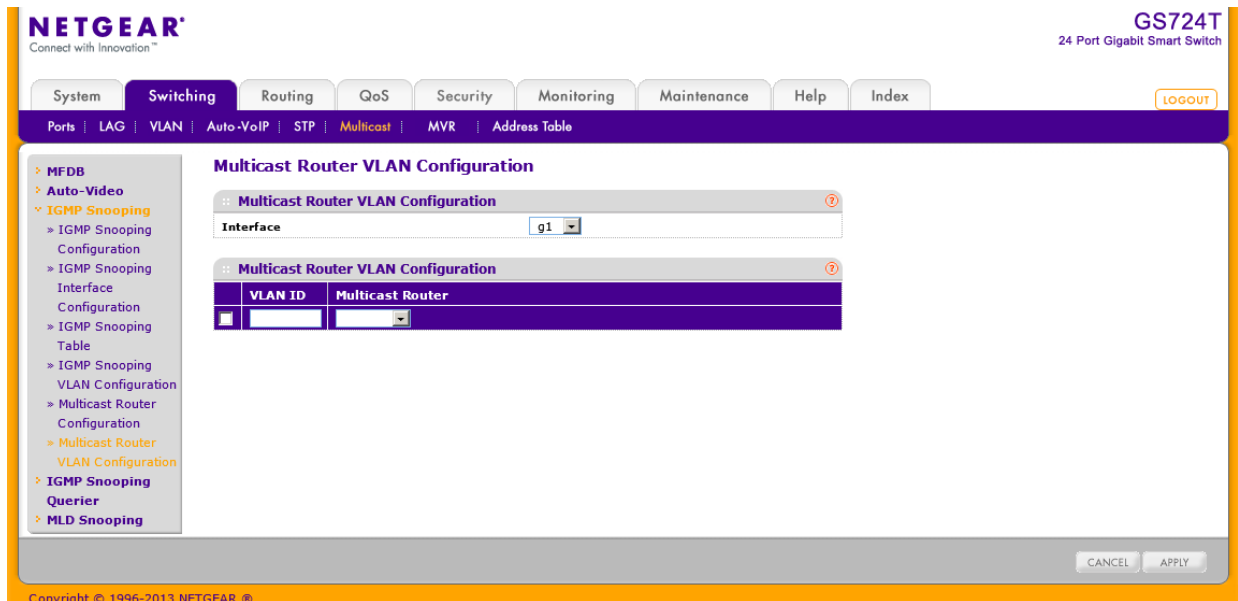 NETGEAR®
Connect with Innovation™
GS724T
24 Port Gigabit Smart Switch
System Switching Routing QoS Security Monitoring Maintenance Help Index
LOGOUT
Ports | LAG | VLAN | Auto-VoIP | STP | Multicast | MVR | Address Table
MFDB
Auto-Video
IGMP Snooping
» IGMP Snooping
Configuration
» IGMP Snooping
Interface
Configuration
» IGMP Snooping
Table
» IGMP Snooping
VLAN Configuration
» Multicast Router
Configuration
» Multicast Router
VLAN Configuration
IGMP Snooping
Querier
MLD Snooping
Multicast Router VLAN Configuration
Multicast Router VLAN Configuration ?
Interface g1
Multicast Router VLAN Configuration ?
VLAN ID Multicast Router
CANCEL APPLY
Copyright © 1996-2013 NETGEAR ®